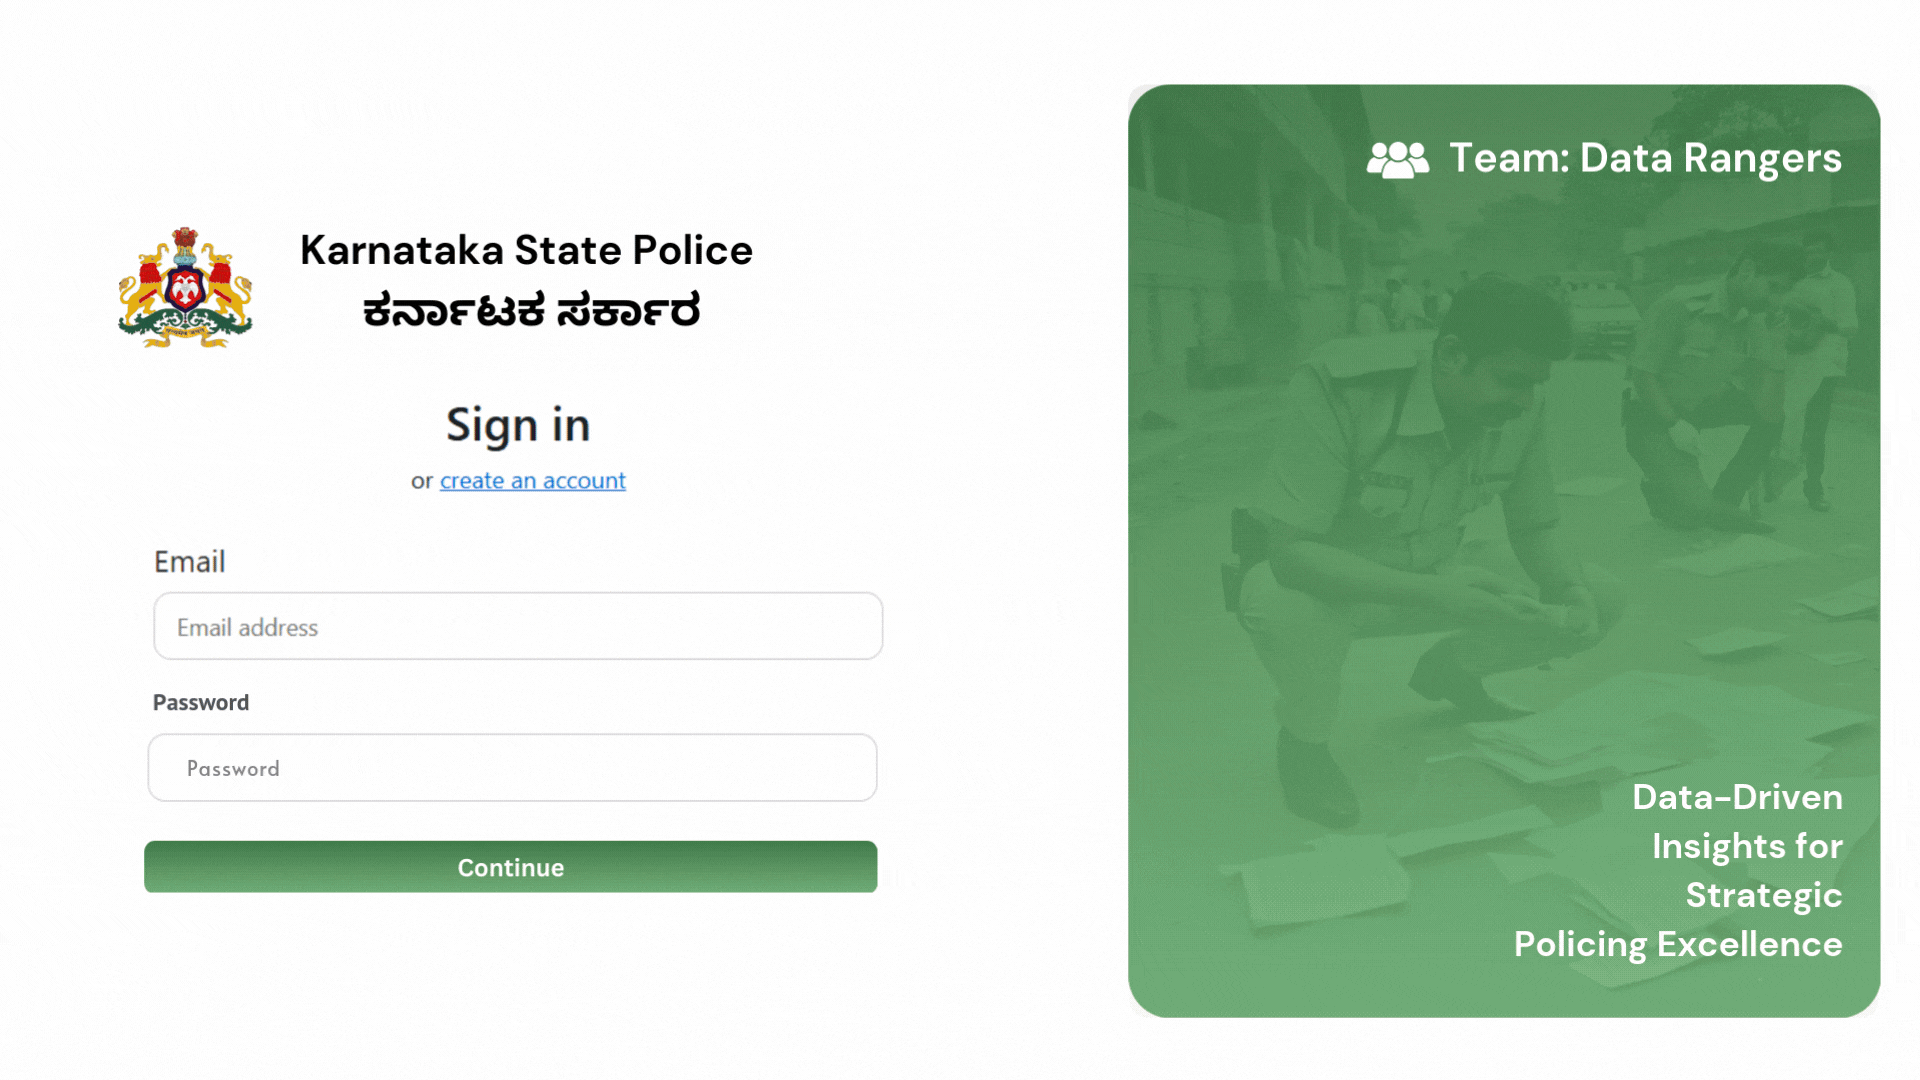 Karnataka State Police
ಕರ್ನಾಟಕ ಸರ್ಕಾರ
Sign in
or create an account
Email
Email address
Password
Password
Continue
Team: Data Rangers
Data-Driven
Insights for
Strategic
Policing Excellence